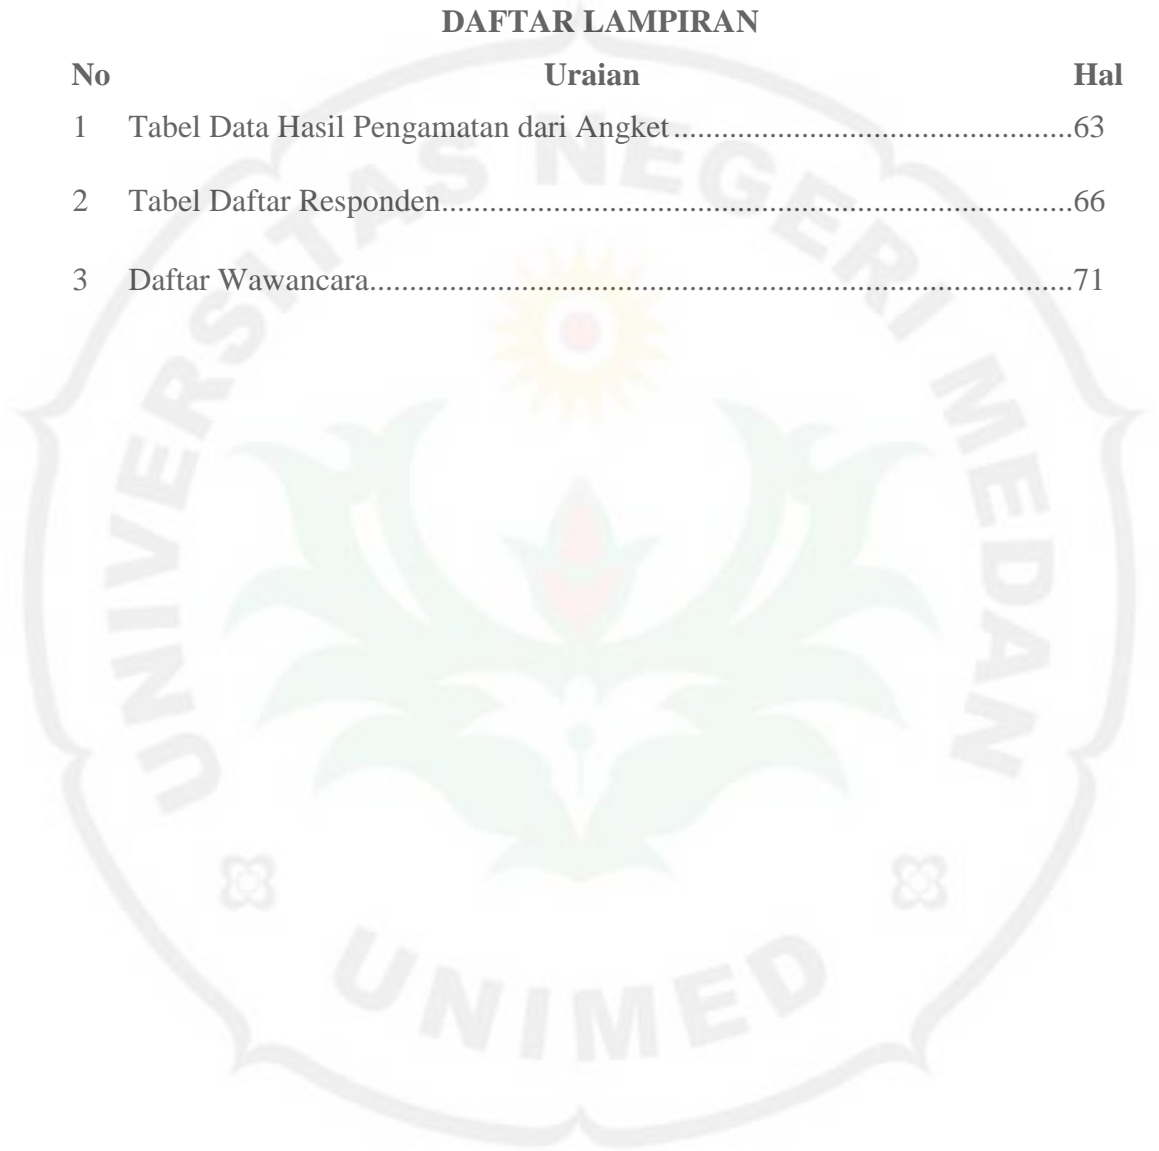 DAFTAR LAMPIRAN
No Uraian Hal
1 Tabel Data Hasil Pengamatan dari Angket..................................................63
2 Tabel Daftar Responden...............................................................................66
3 Daftar Wawancara........................................................................................71
UNIVERSITAS NEGERI MEDAN
UNIMED